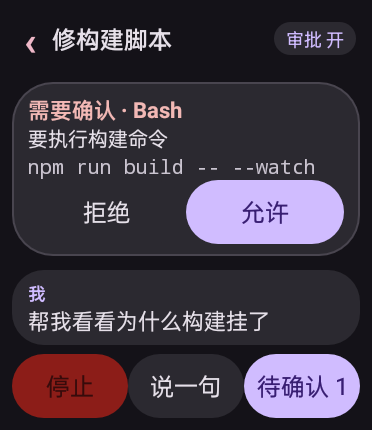 ‹ 修构建脚本 审批 开
需要确认 · Bash
要执行构建命令
npm run build -- --watch
拒绝 允许
我
帮我看看为什么构建挂了
停止 说一句 待确认 1